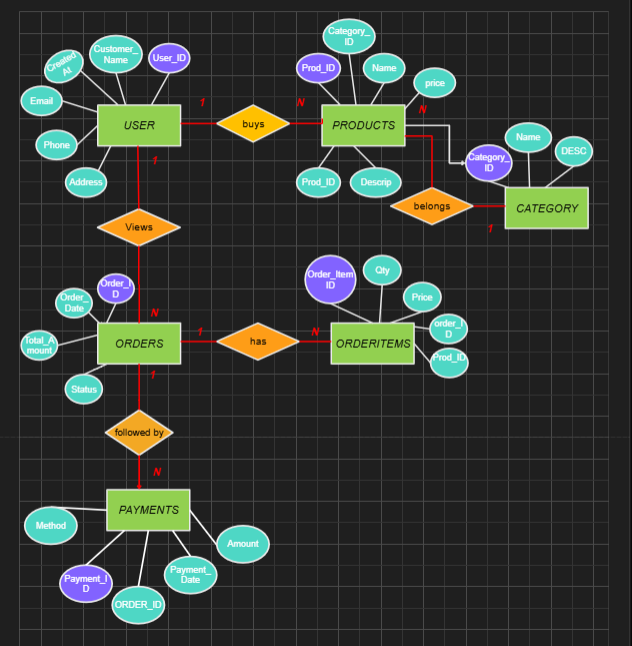 Category_
ID
Customer_
Name
Created
At
User_ID
Prod_ID
Name
price
Email
1
N
N
USER
buys
PRODUCTS
Phone
1
Category_
ID
Name
DESC
Address
Prod_ID
Descrip
belongs
CATEGORY
Views
1
Order_Item
ID
Qty
Order_I
D
Order_
Date
Price
N
Total_A
mount
ORDERS
1
has
N
ORDERITEMS
order_I
D
Prod_ID
1
Status
followed by
N
PAYMENTS
Method
Amount
Payment_I
D
Payment_
Date
ORDER_ID